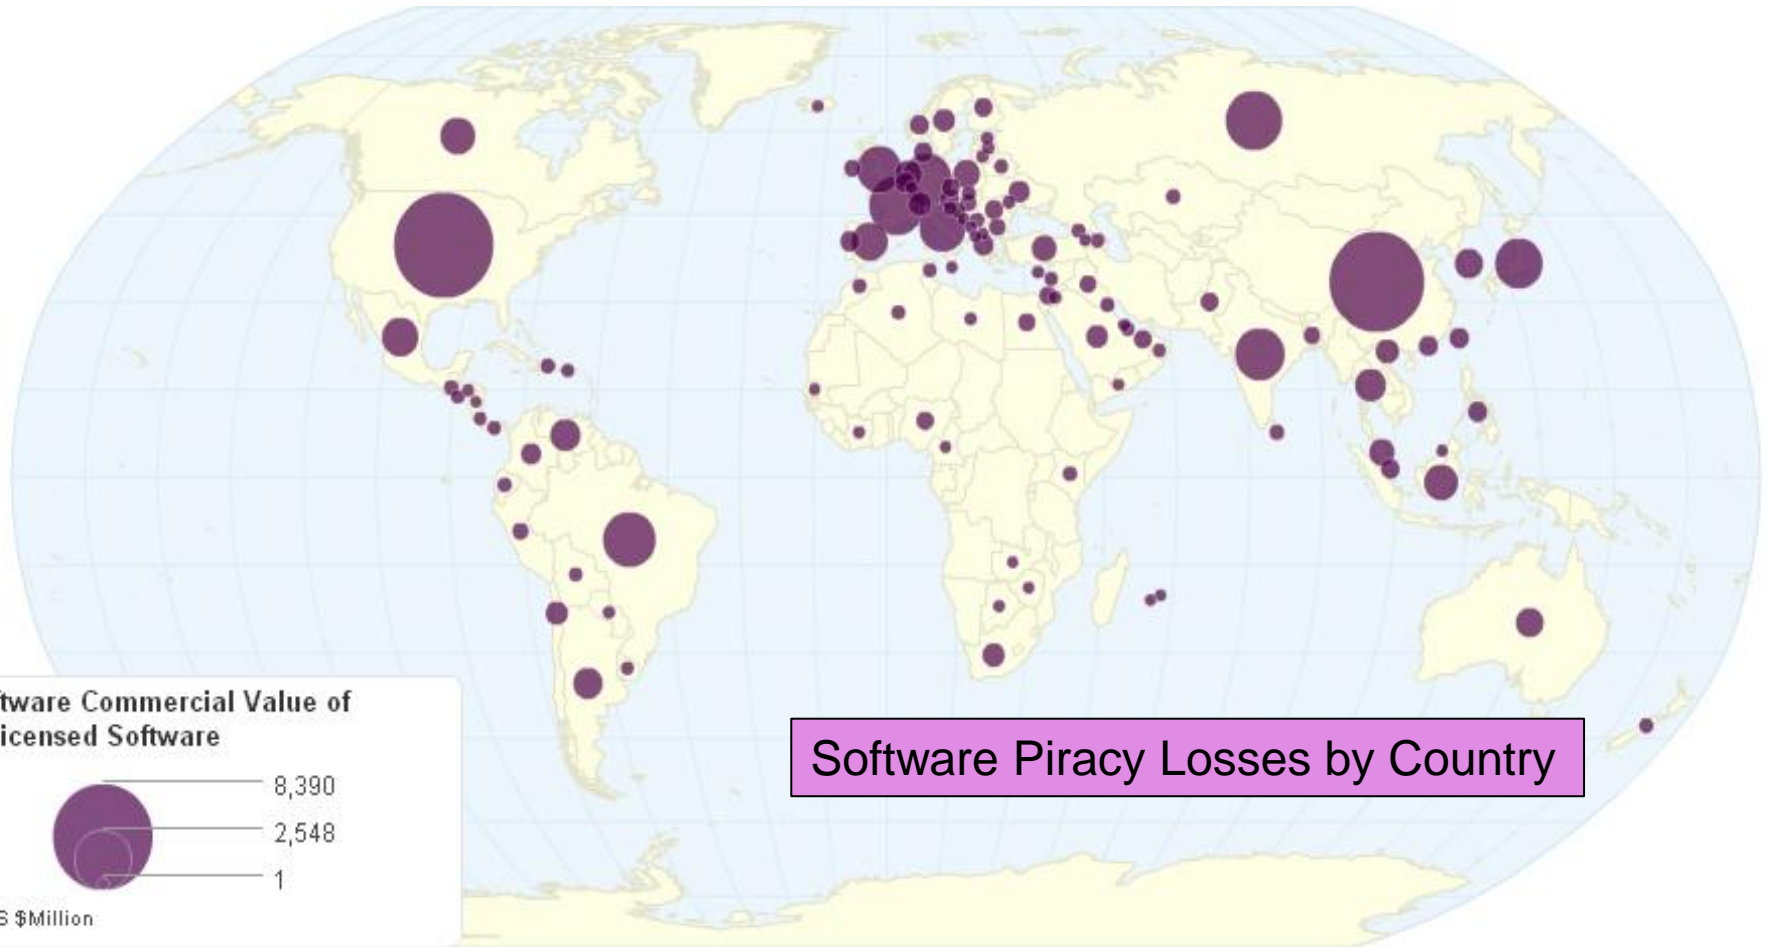 tware Commercial Value of
icensed Software
8,390
2,548
1
$Million
Software Piracy Losses by Country